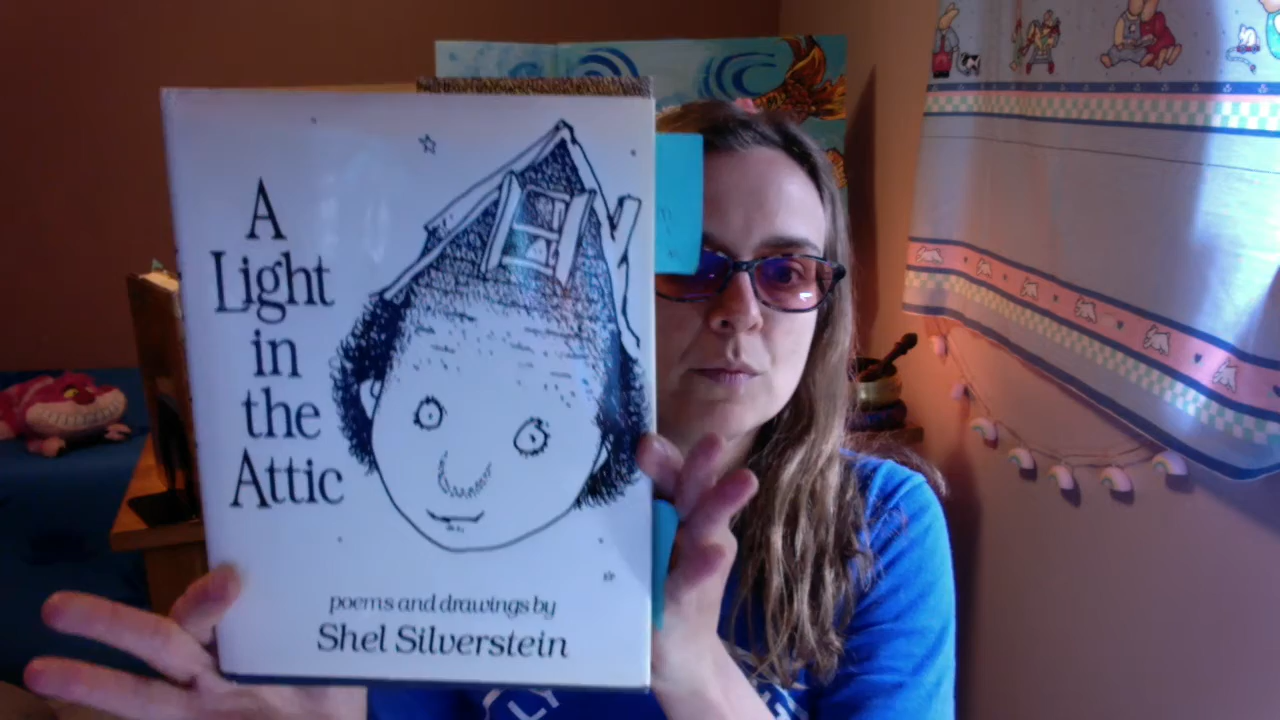 A
Light
in
the
Attic
poems and drawings by
Shel Silverstein